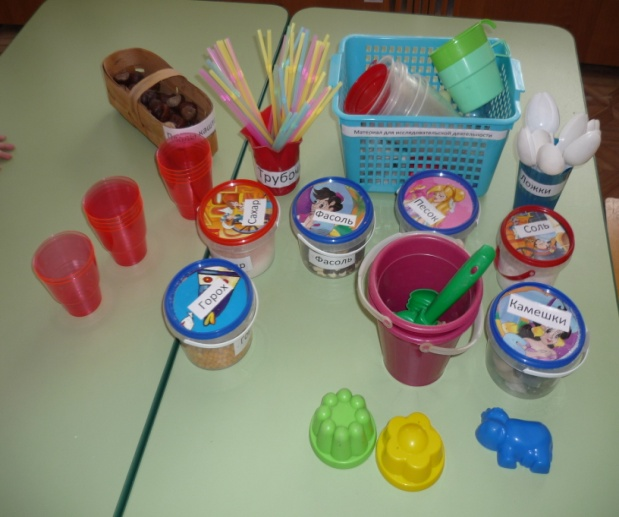 Материал для исследовательской деятельности
Трубочки
Ложки
Сахар
Фасоль
Песок
Соль
Фасоль
Горох
Камешки